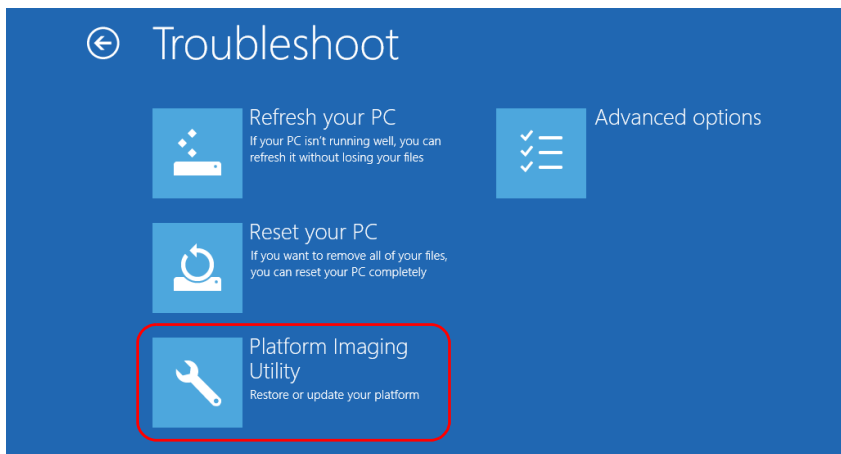 Troubleshoot
Refresh your PC
If your PC isn't running well, you can
refresh it without losing your files
Advanced options
Reset your PC
If you want to remove all of your files,
you can reset your PC completely
Platform Imaging
Utility
Restore or update your platform